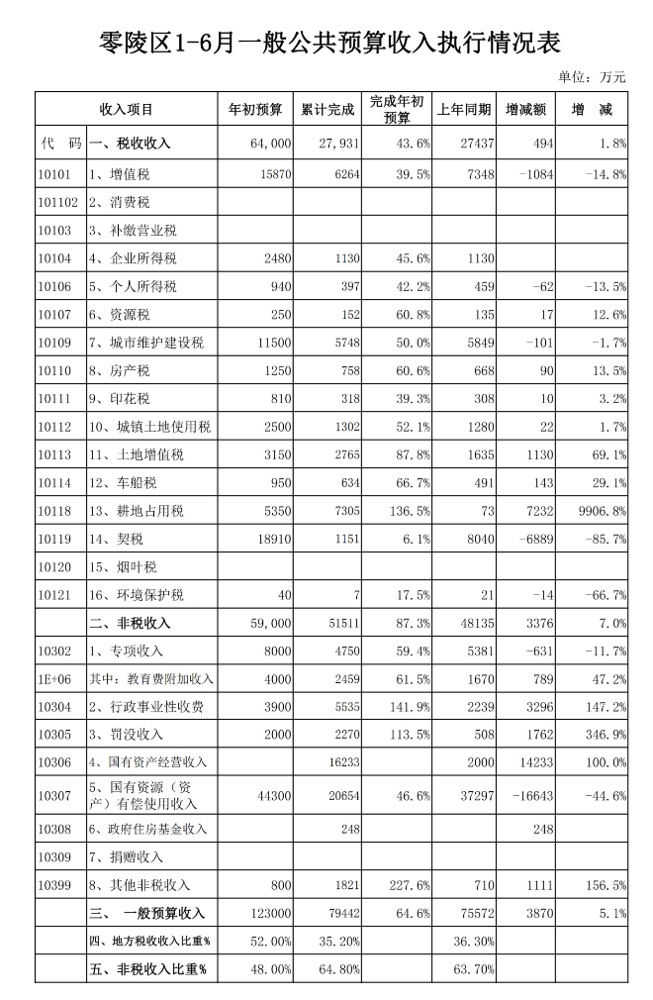 零陵区1-6月一般公共预算收入执行情况表
单位：万元
收入项目 年初预算 累计完成 完成年初预算 上年同期 增减额 增 减
代 码 一、税收收入 64,000 27,931 43.6% 27437 494 1.8%
10101 1、增值税 15870 6264 39.5% 7348 -1084 -14.8%
101102 2、消费税
10103 3、补缴营业税
10104 4、企业所得税 2480 1130 45.6% 1130
10106 5、个人所得税 940 397 42.2% 459 -62 -13.5%
10107 6、资源税 250 152 60.8% 135 17 12.6%
10109 7、城市维护建设税 11500 5748 50.0% 5849 -101 -1.7%
10110 8、房产税 1250 758 60.6% 668 90 13.5%
10111 9、印花税 810 318 39.3% 308 10 3.2%
10112 10、城镇土地使用税 2500 1302 52.1% 1280 22 1.7%
10113 11、土地增值税 3150 2765 87.8% 1635 1130 69.1%
10114 12、车船税 950 634 66.7% 491 143 29.1%
10118 13、耕地占用税 5350 7305 136.5% 73 7232 9906.8%
10119 14、契税 18910 1151 6.1% 8040 -6889 -85.7%
10120 15、烟叶税
10121 16、环境保护税 40 7 17.5% 21 -14 -66.7%
二、非税收入 59,000 51511 87.3% 48135 3376 7.0%
10302 1、专项收入 8000 4750 59.4% 5381 -631 -11.7%
1E+06 其中：教育费附加收入 4000 2459 61.5% 1670 789 47.2%
10304 2、行政事业性收费 3900 5535 141.9% 2239 3296 147.2%
10305 3、罚没收入 2000 2270 113.5% 508 1762 346.9%
10306 4、国有资产经营收入 16233 2000 14233 100.0%
10307 5、国有资源（资产）有偿使用收入 44300 20654 46.6% 37297 -16643 -44.6%
10308 6、政府住房基金收入 248 248
10309 7、捐赠收入
10399 8、其他非税收入 800 1821 227.6% 710 1111 156.5%
三、 一般预算收入 123000 79442 64.6% 75572 3870 5.1%
四、地方税收收入比重% 52.00% 35.20% 36.30%
五、非税收入比重% 48.00% 64.80% 63.70%